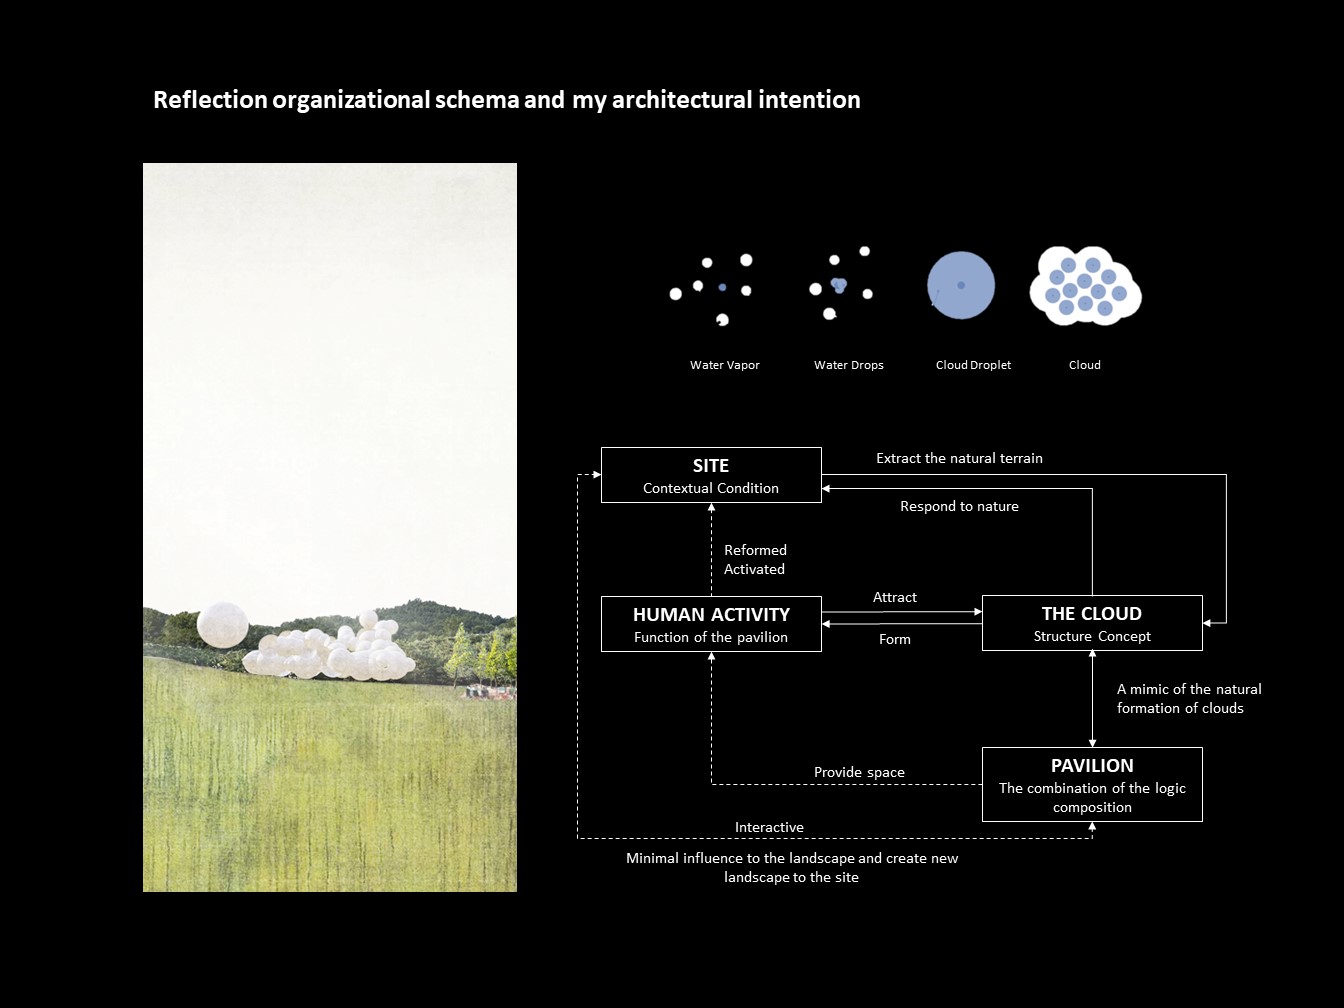 Reflection organizational schema and my architectural intention
Water Vapor
Water Drops
Cloud Droplet
Cloud
SITE
Contextual Condition
Extract the natural terrain
Respond to nature
Reformed
Activated
HUMAN ACTIVITY
Function of the pavilion
Attract
Form
THE CLOUD
Structure Concept
A mimic of the natural
formation of clouds
PAVILION
The combination of the logic
composition
Provide space
Interactive
Minimal influence to the landscape and create new
landscape to the site